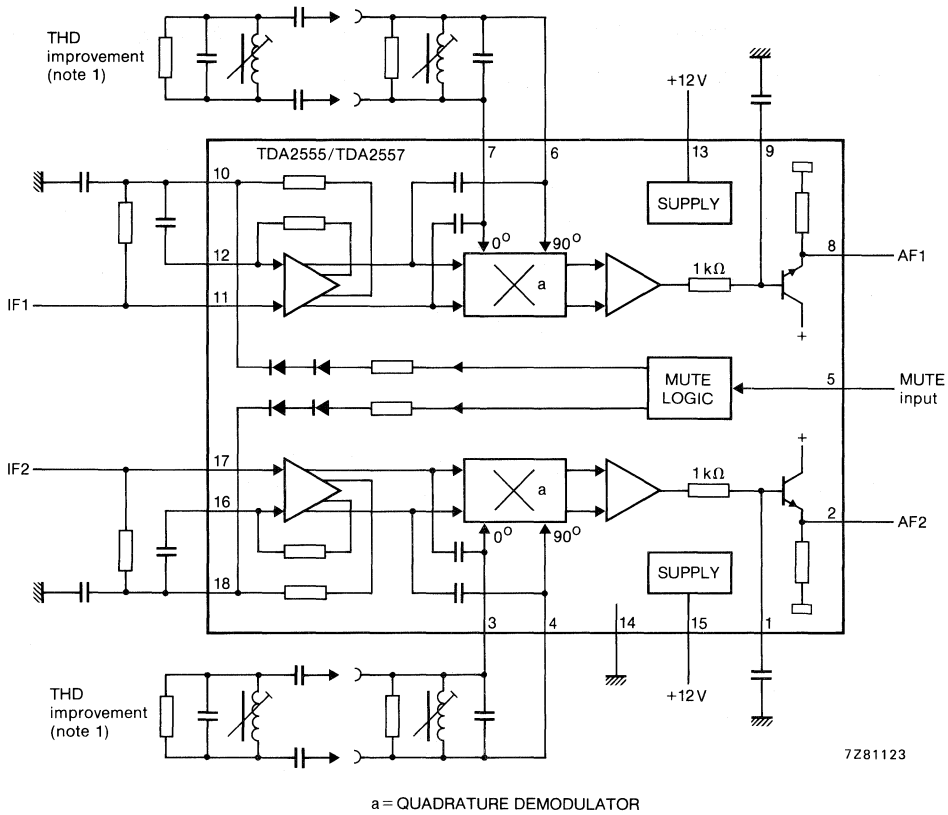 THD
improvement
(note 1)
+12 V
TDA2555/TDA2557
7
6
13
9
10
SUPPLY
12
0°
90°
8
AF1
a
1 kΩ
11
IF1
+
MUTE
LOGIC
5
MUTE
input
+
IF2
17
16
a
1 kΩ
2
AF2
0°
90°
18
SUPPLY
3
4
14
15
1
THD
improvement
(note 1)
+12 V
7Z81123
a = QUADRATURE DEMODULATOR